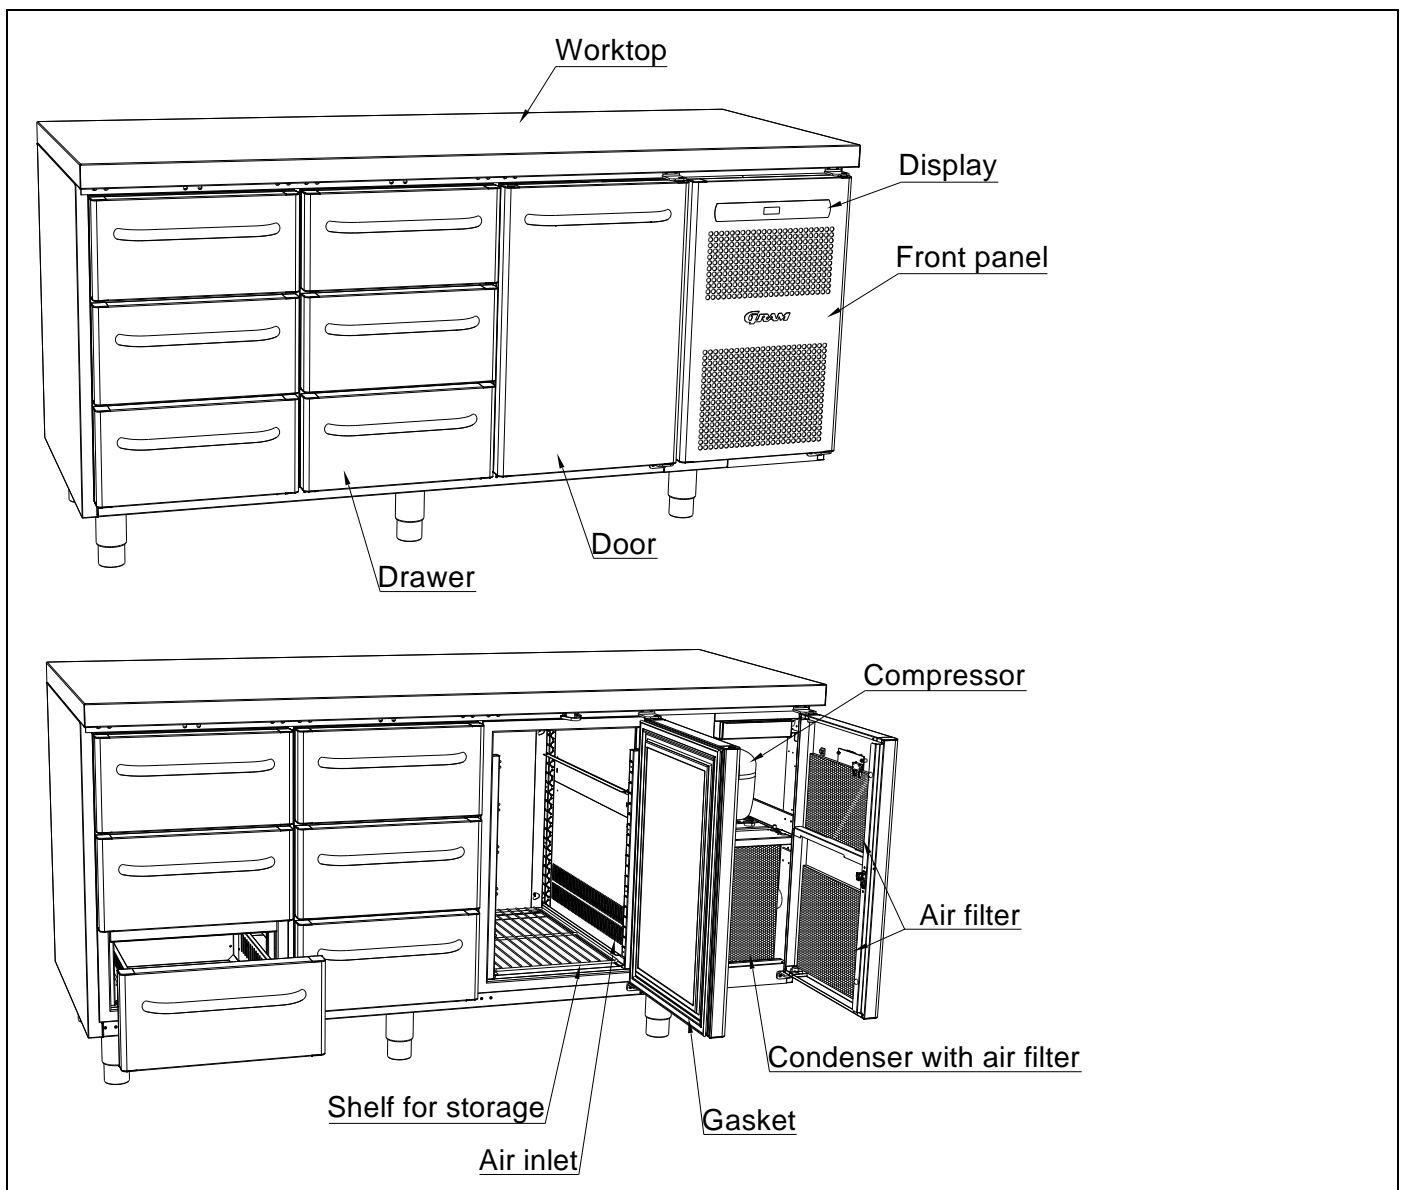 Worktop
Display
Front panel
GRAM
Door
Drawer
Compressor
Air filter
Condenser with air filter
Shelf for storage
Gasket
Air inlet